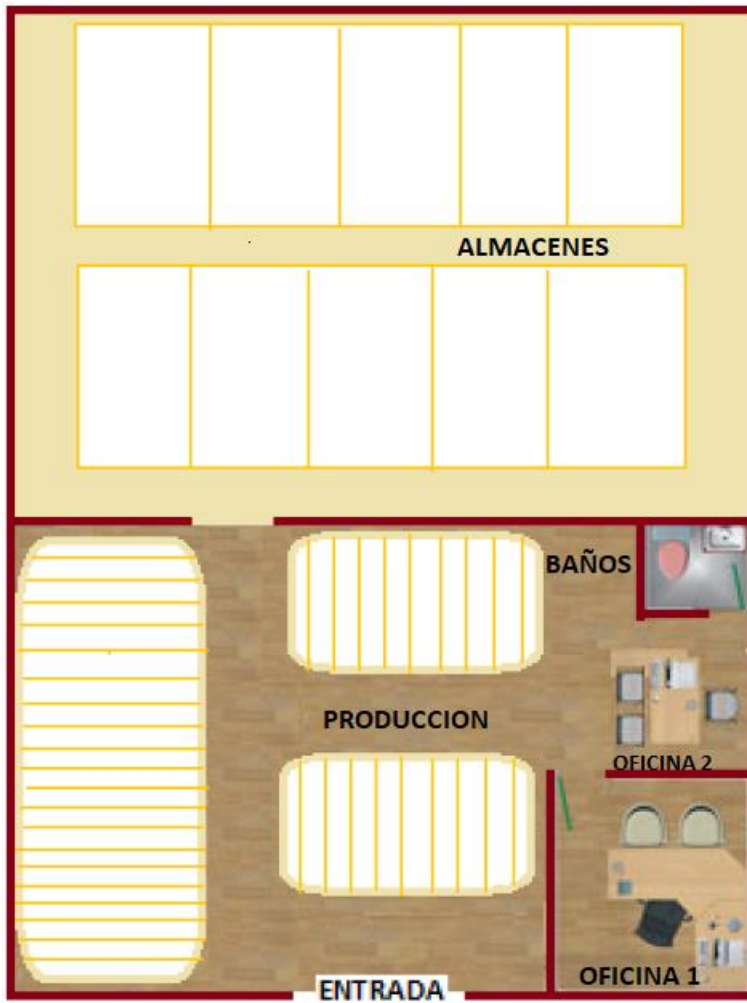 ALMACENES
BAÑOS
PRODUCCION
OFICINA 2
OFICINA 1
ENTRADA